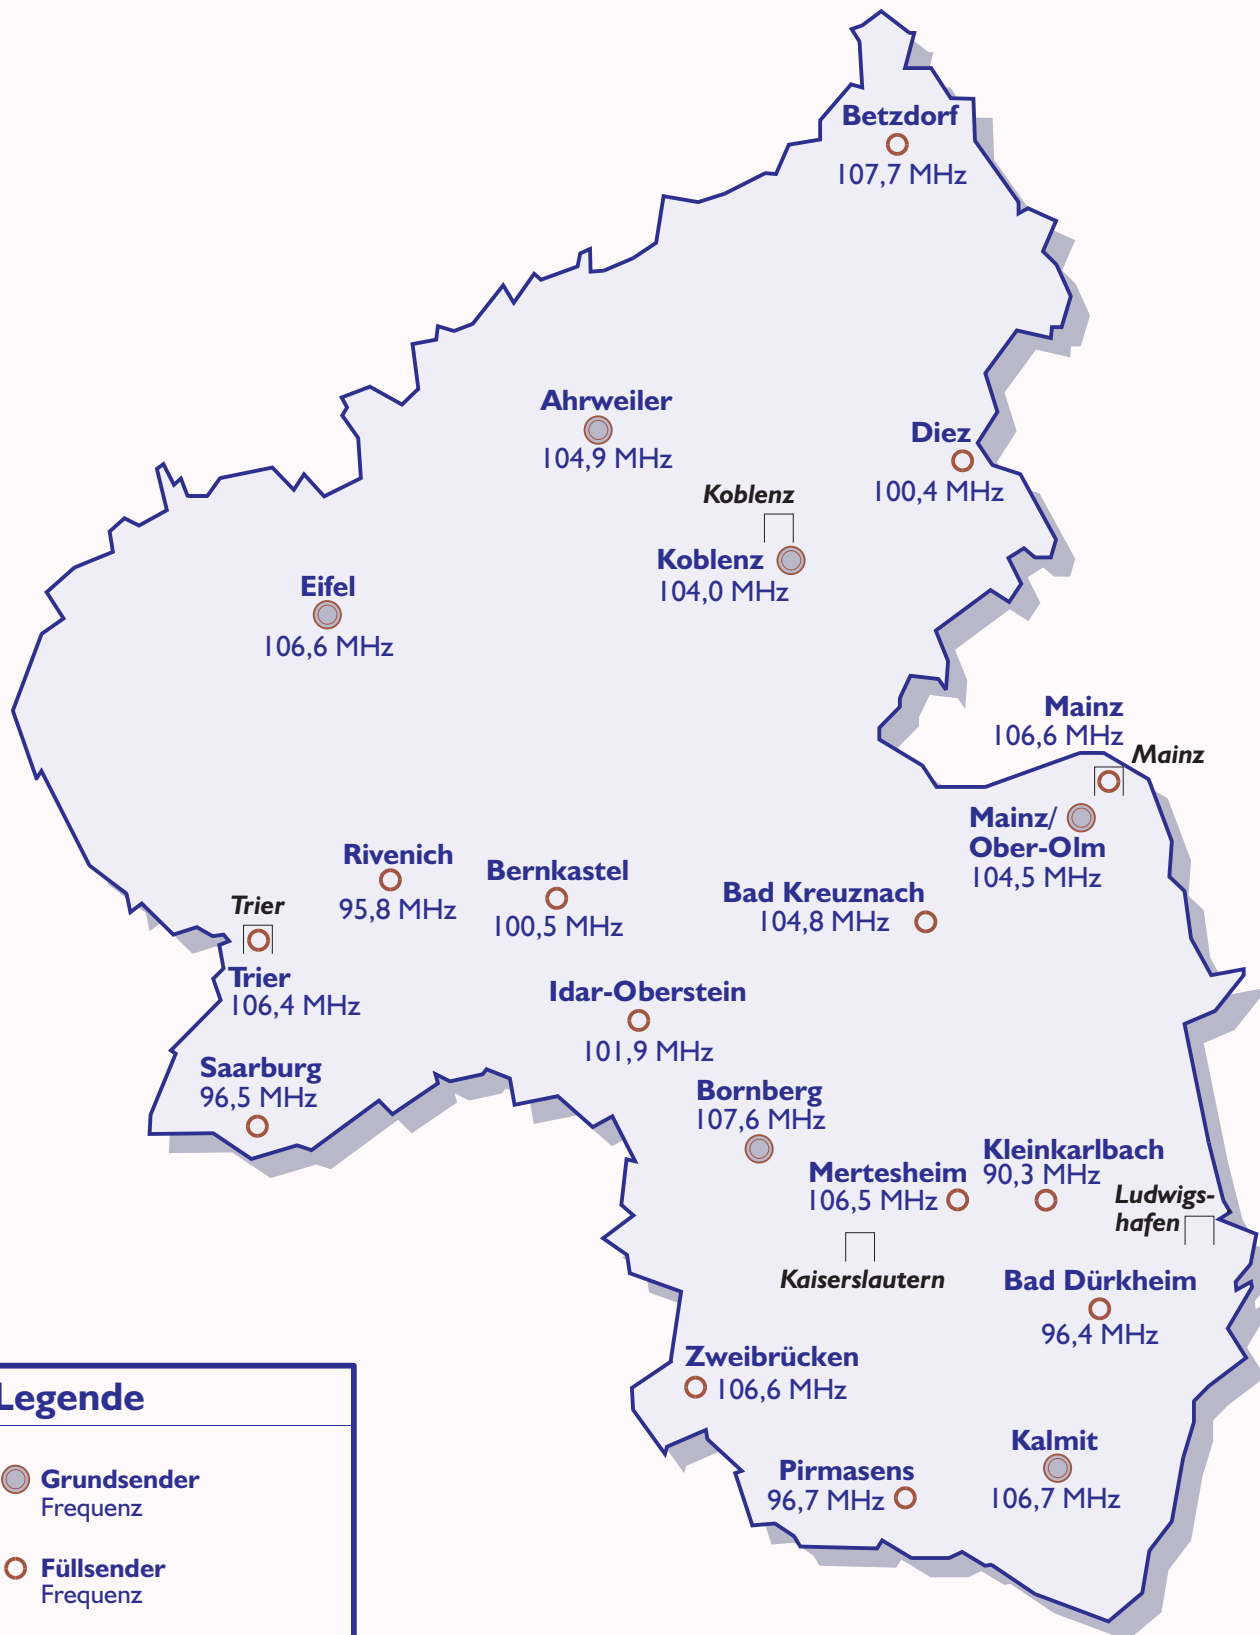 Betzdorf
107,7 MHz
Ahrweiler
104,9 MHz
Diez
100,4 MHz
Koblenz
Koblenz
104,0 MHz
Eifel
106,6 MHz
Mainz
106,6 MHz
Mainz
Mainz/
Ober-Olm
104,5 MHz
Rivenich
95,8 MHz
Bernkastel
100,5 MHz
Bad Kreuznach
104,8 MHz
Trier
Trier
106,4 MHz
Idar-Oberstein
101,9 MHz
Saarburg
96,5 MHz
Bornberg
107,6 MHz
Mertesheim
106,5 MHz
Kleinkarlbach
90,3 MHz
Ludwigs-
hafen
Kaiserslautern
Bad Dürkheim
96,4 MHz
Zweibrücken
106,6 MHz
Kalmit
106,7 MHz
Pirmasens
96,7 MHz
Legende
Grundsender
Frequenz
Füllsender
Frequenz